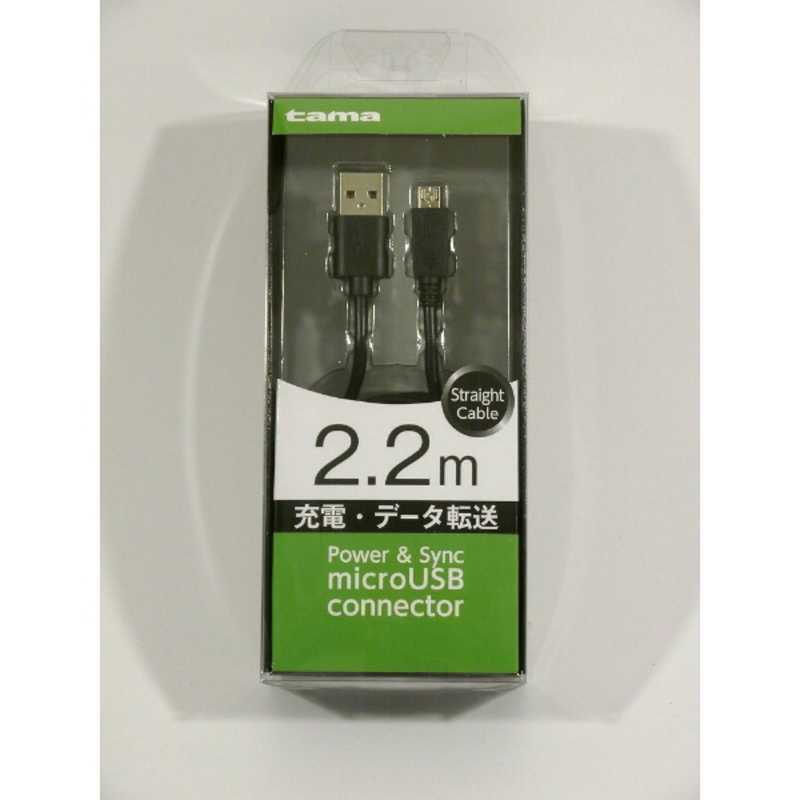 tama
Straight
Cable
2.2m
充電・データ転送
Power & Sync
microUSB
connector